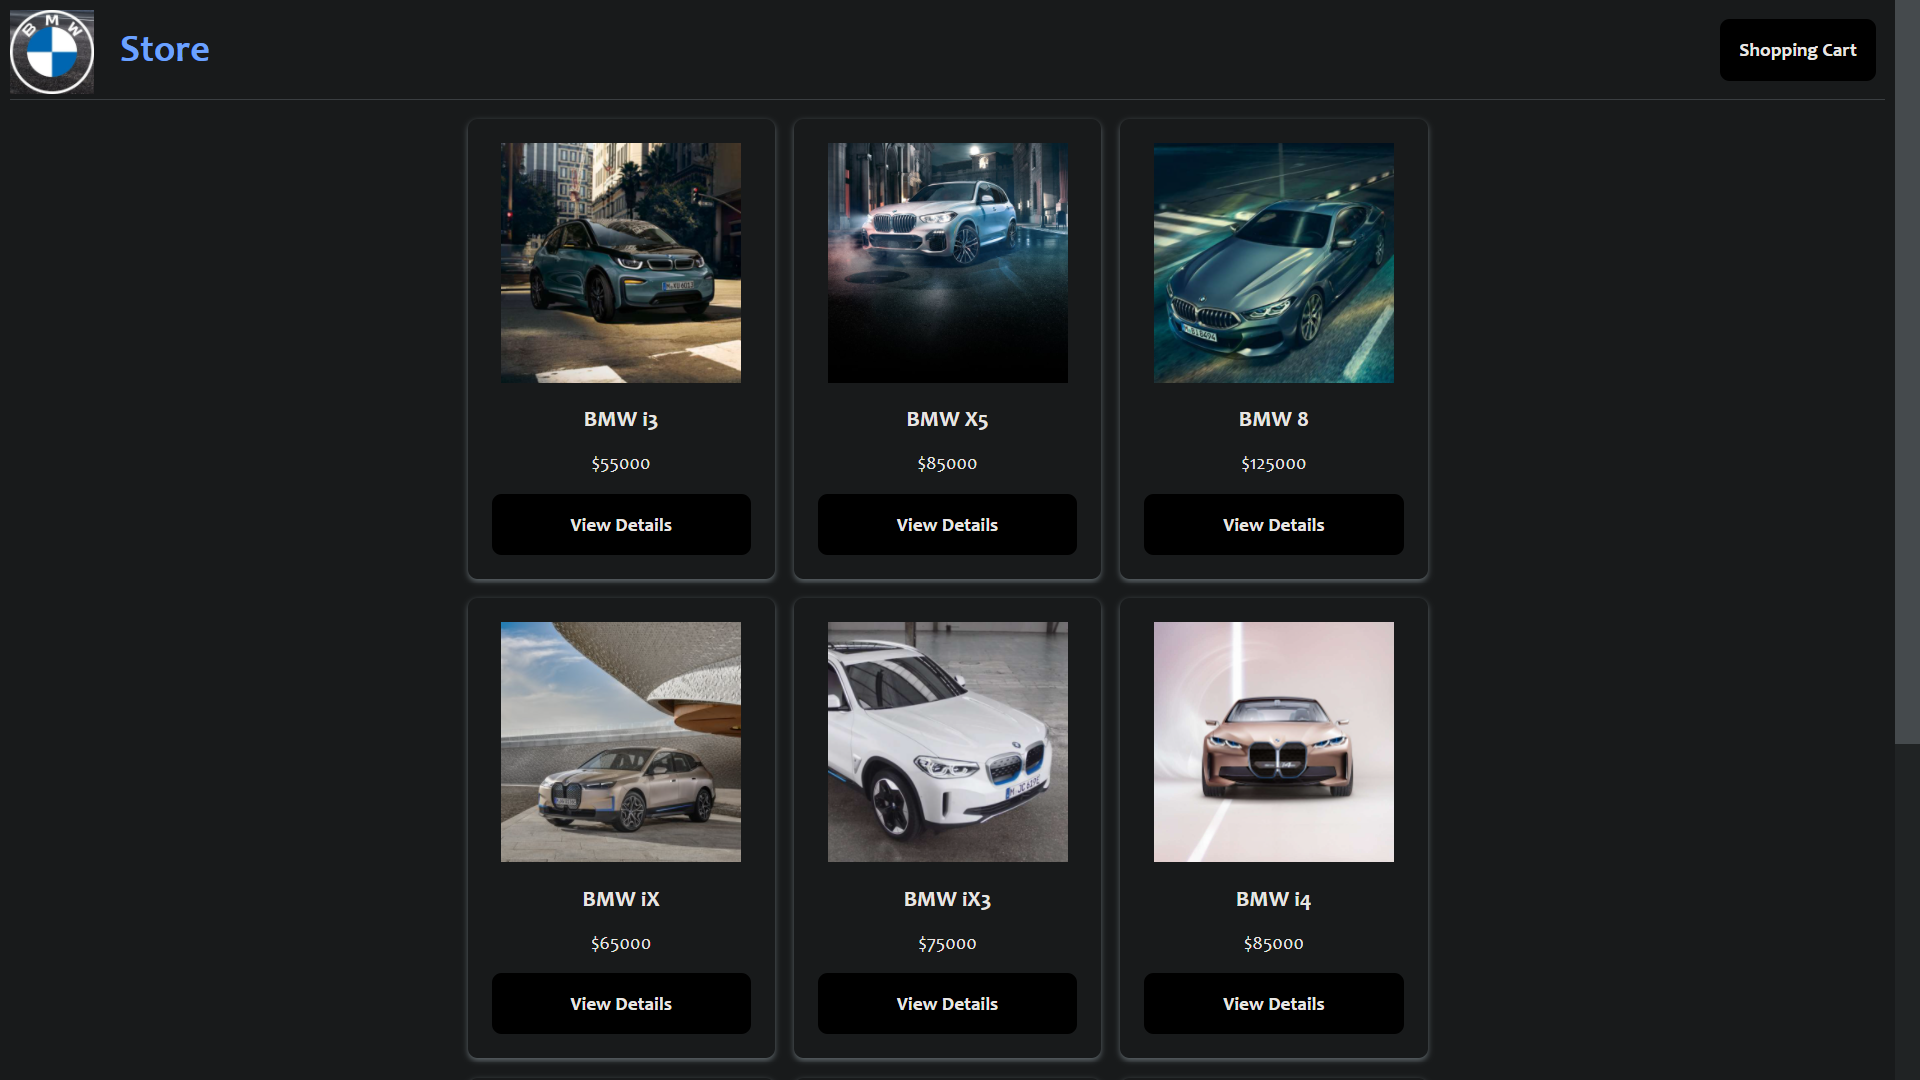 BMW
Store
Shopping Cart
BMW i3
$55000
View Details
BMW X5
$85000
View Details
BMW 8
$125000
View Details
BMW iX
$65000
View Details
BMW iX3
$75000
View Details
BMW i4
$85000
View Details